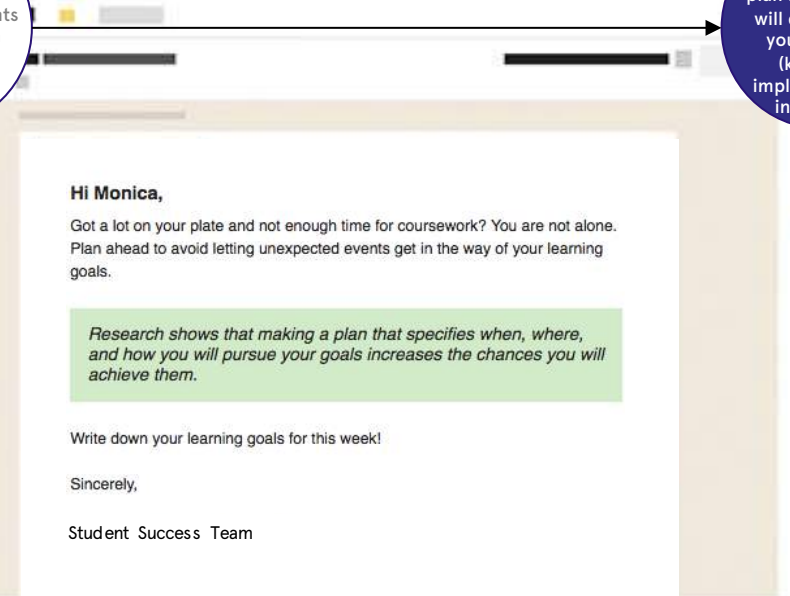 will
you
in
Hi Monica,
Got a lot on your plate and not enough time for coursework? You are not alone.
Plan ahead to avoid letting unexpected events get in the way of your learning
goals.
Research shows that making a plan that specifies when, where,
and how you will pursue your goals increases the chances you will
achieve them.
Write down your learning goals for this week!
Sincerely,
Student Success Team